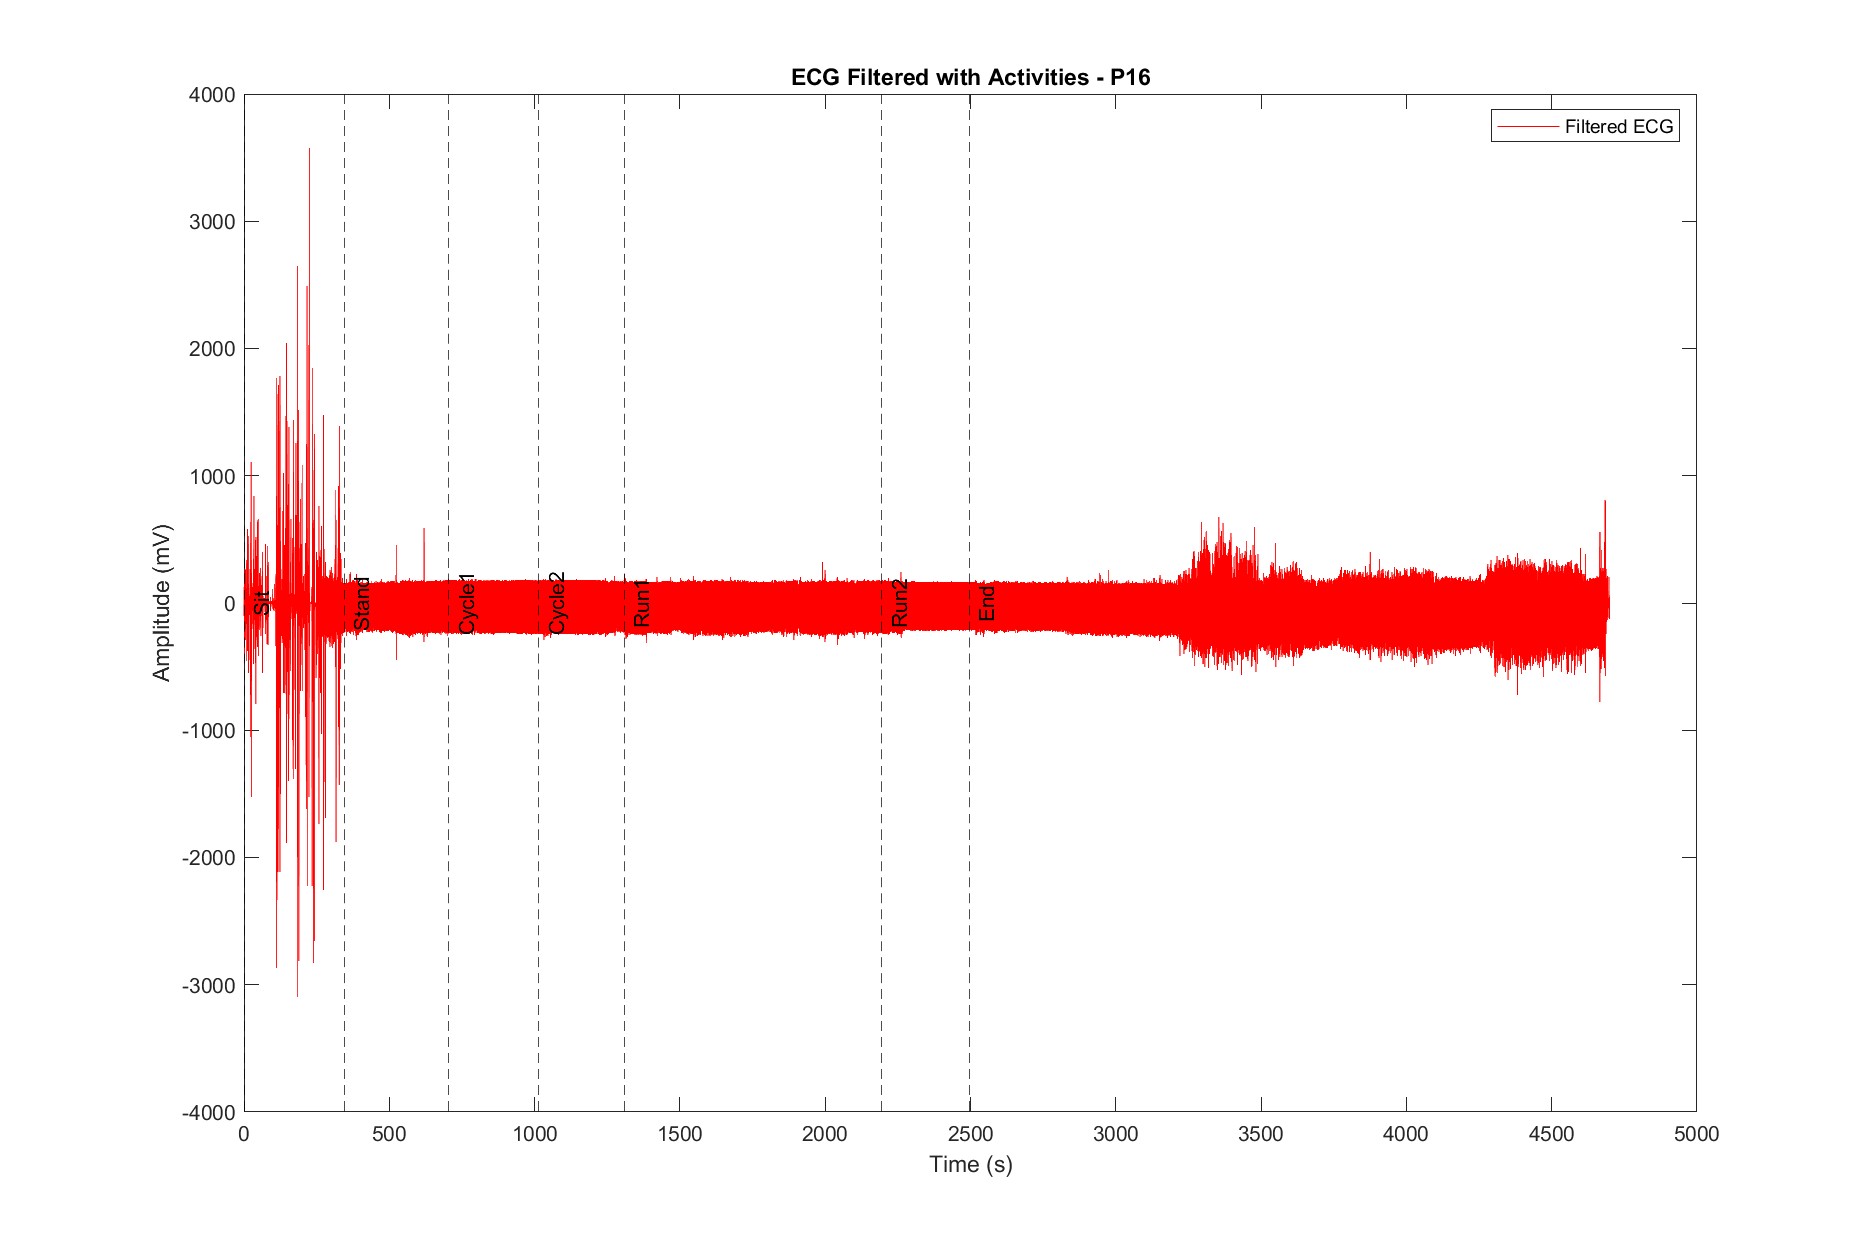 ECG Filtered with Activities - P16
4000
3000
2000
1000
0
-1000
-2000
-3000
-4000
Amplitude (mV)
Filtered ECG
Sit
Stand
Cycle1
Cycle2
Run1
Run2
End
0 500 1000 1500 2000 2500 3000 3500 4000 4500 5000
Time (s)